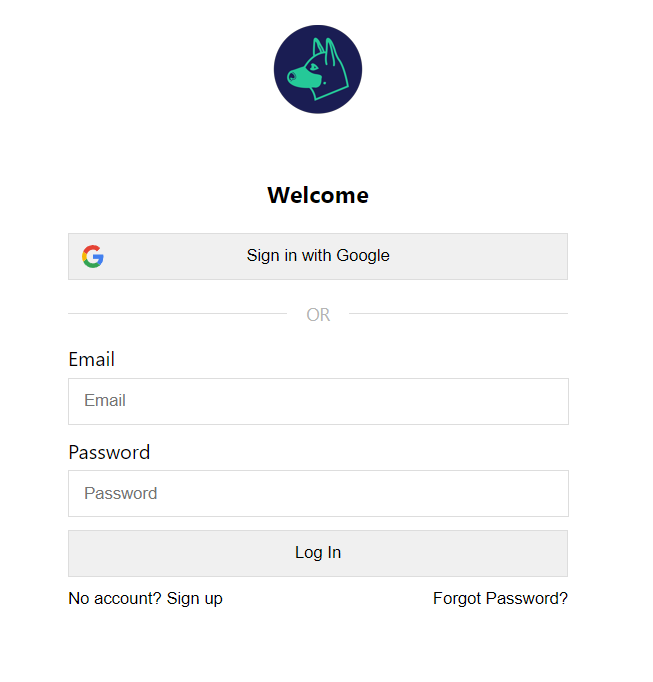 Welcome
Sign in with Google
OR
Email
Email
Password
Password
Log In
No account? Sign up
Forgot Password?